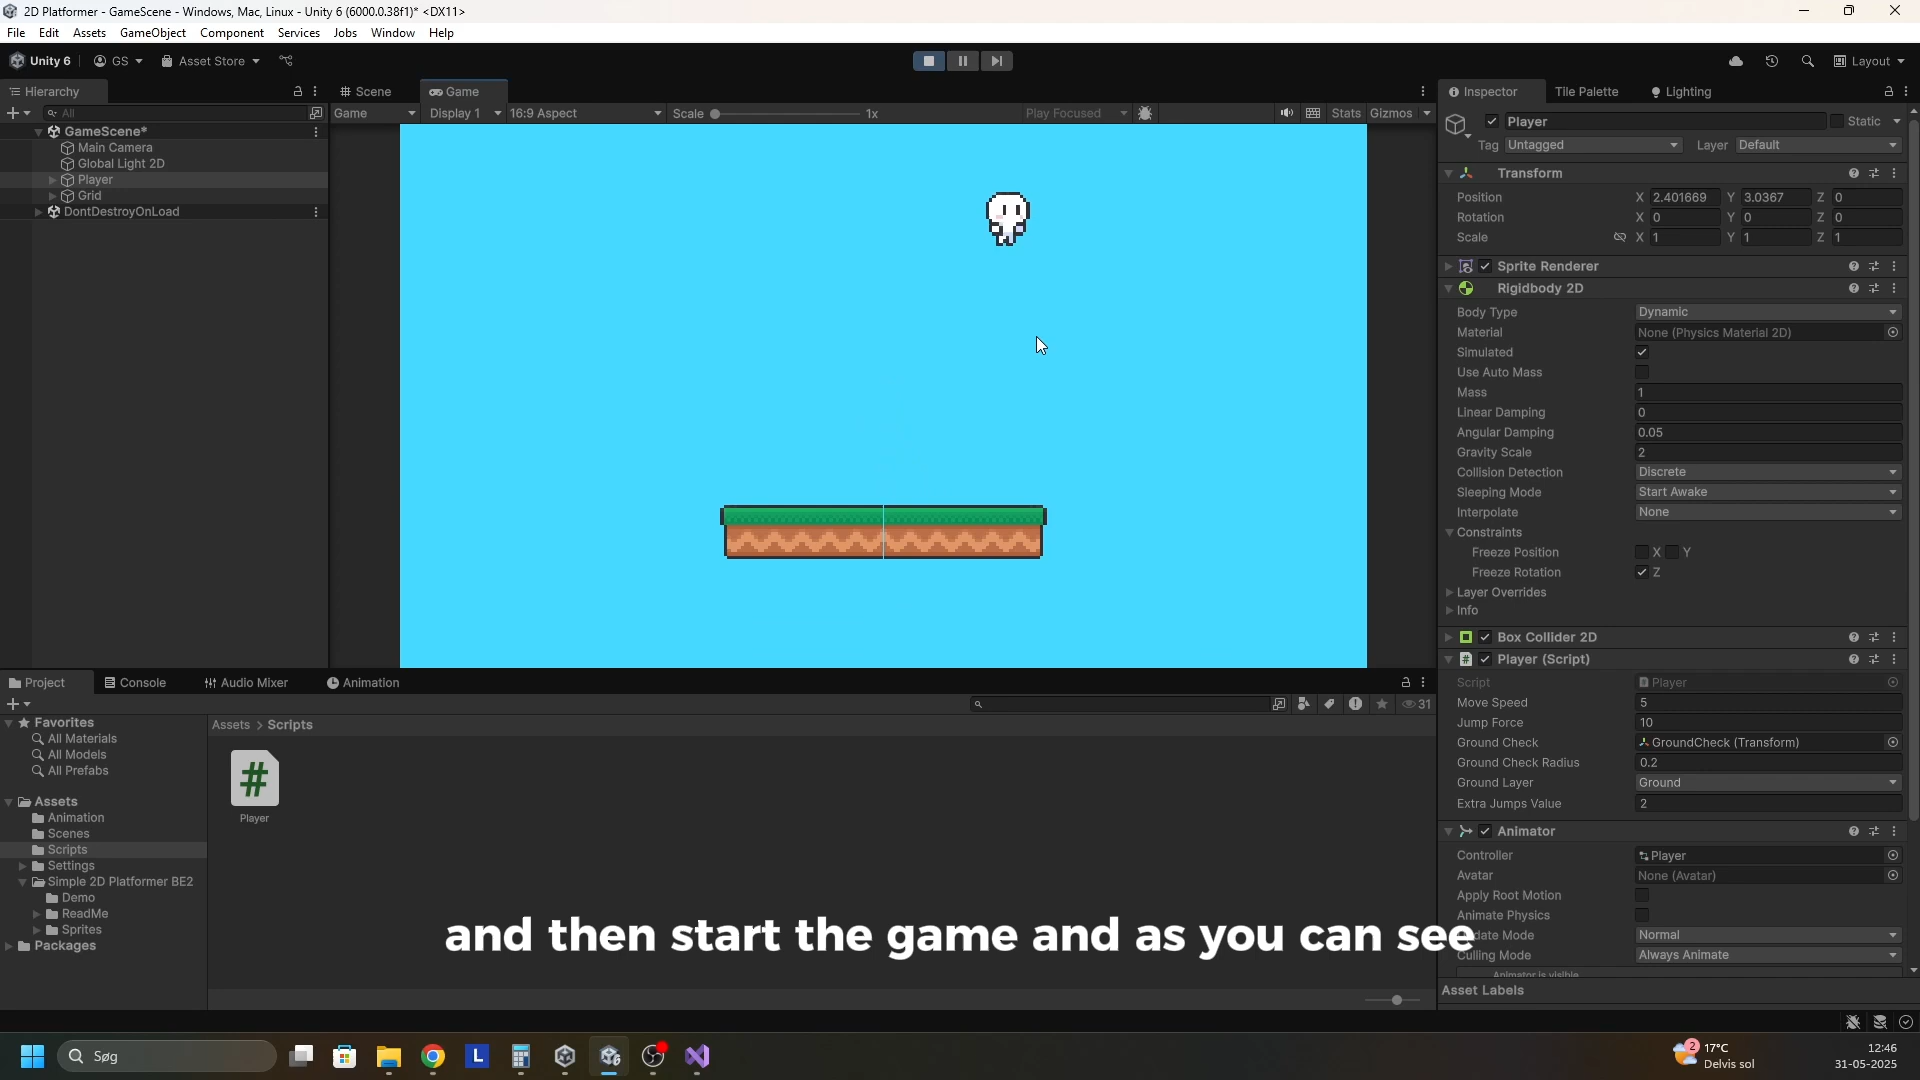 2D Platformer - GameScene - Windows, Mac, Linux - Unity 6 (6000.0.38f1)* <DX11>
File Edit Assets GameObject Component Services Jobs Window Help
Unity 6 GS Asset Store Layout
Hierarchy
All
GameScene*
Main Camera
Global Light 2D
Player
Grid
DontDestroyOnLoad
Scene Game
Game Display 1 16:9 Aspect Scale 1x Play Focused Stats Gizmos
Inspector Tile Palette Lighting
Player Static
Tag Untagged Layer Default
Transform
Position X 2.401669 Y 3.0367 Z 0
Rotation X 0 Y 0 Z 0
Scale X 1 Y 1 Z 1
Sprite Renderer
Rigidbody 2D
Body Type Dynamic
Material None (Physics Material 2D)
Simulated
Use Auto Mass
Mass 1
Linear Damping 0
Angular Damping 0.05
Gravity Scale 2
Collision Detection Discrete
Sleeping Mode Start Awake
Interpolate None
Constraints
Freeze Position X Y
Freeze Rotation Z
Layer Overrides
Info
Box Collider 2D
Player (Script)
Script Player
Move Speed 5
Jump Force 10
Ground Check GroundCheck (Transform)
Ground Check Radius 0.2
Ground Layer Ground
Extra Jumps Value 2
Animator
Controller Player
Avatar None (Avatar)
Apply Root Motion
Animate Physics
date Mode Normal
Culling Mode Always Animate
Animator is visible
Asset Labels
Project Console Audio Mixer Animation
31
Favorites
All Materials
All Models
All Prefabs
Assets
Animation
Scenes
Scripts
Settings
Simple 2D Platformer BE2
Demo
ReadMe
Sprites
Packages
Assets > Scripts
Player
and then start the game and as you can see
Søg
L
2
17°C
Delvis sol
12:46
31-05-2025